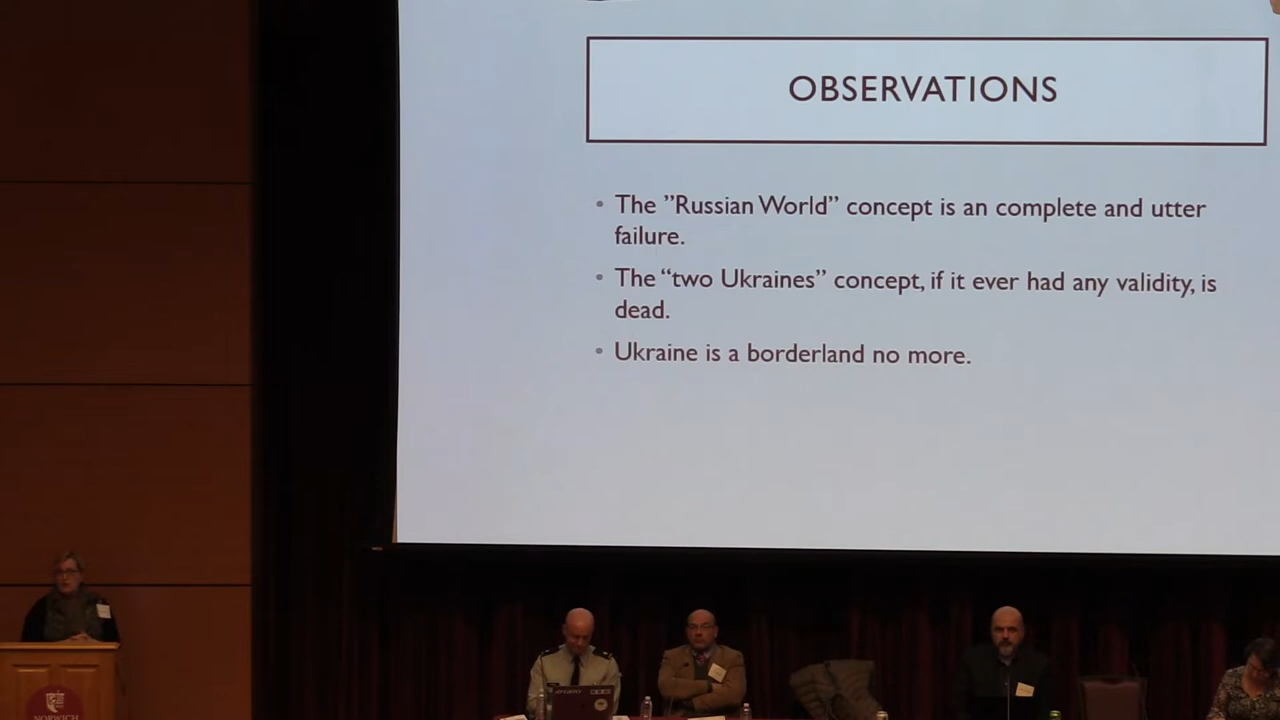 OBSERVATIONS
• The ”Russian World” concept is an complete and utter
failure.
• The “two Ukraines” concept, if it ever had any validity, is
dead.
• Ukraine is a borderland no more.
NORWICH